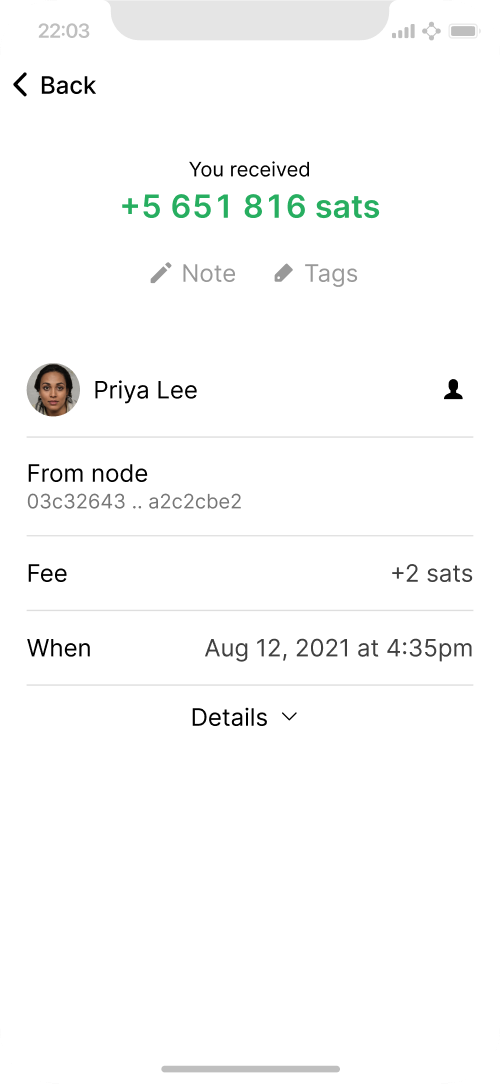 22:03
Back
You received
+5 651 816 sats
Note Tags
Priya Lee
From node
03c32643 .. a2c2cbe2
Fee +2 sats
When Aug 12, 2021 at 4:35pm
Details